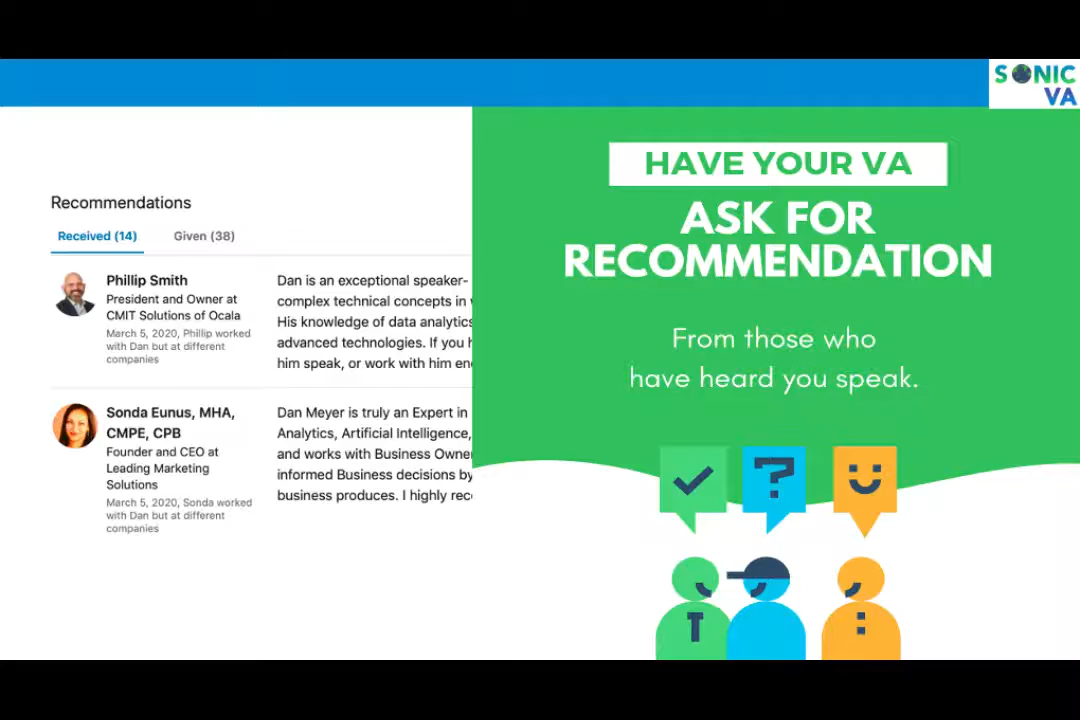 SONIC
VA
Recommendations
Received (14) Given (38)
Phillip Smith
President and Owner at
CMIT Solutions of Ocala
March 5, 2020, Phillip worked
with Dan but at different
companies
Dan is an exceptional speaker-
complex technical concepts in
His knowledge of data analytics
advanced technologies. If you
him speak, or work with him
Sonda Eunus, MHA,
CMPE, CPB
Founder and CEO at
Leading Marketing
Solutions
March 5, 2020, Sonda worked
with Dan but at different
companies
Dan Meyer is truly an Expert in
Analytics, Artificial Intelligence,
and works with Business
informed Business decisions by
business produces. I highly
HAVE YOUR VA
ASK FOR
RECOMMENDATION
From those who
have heard you speak.